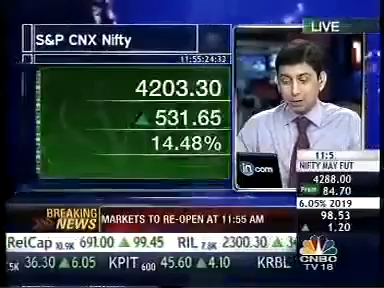 LIVE
S&P CNX Nifty
11:55:24:33
4203.30
531.65
14.48%
in.com
11:5
NIFTY MAY FUT
4288.00
Prem 84.70
6.05% 2019
98.53
1.20
BREAKING NEWS
MARKETS TO RE-OPEN AT 11:55 AM
RelCap 10.9K 691.00 99.45 RIL 7.8K 2300.30
.5K 36.30 6.05 KPIT 600 45.60 4.10 KRBL
CNBC
TV 18